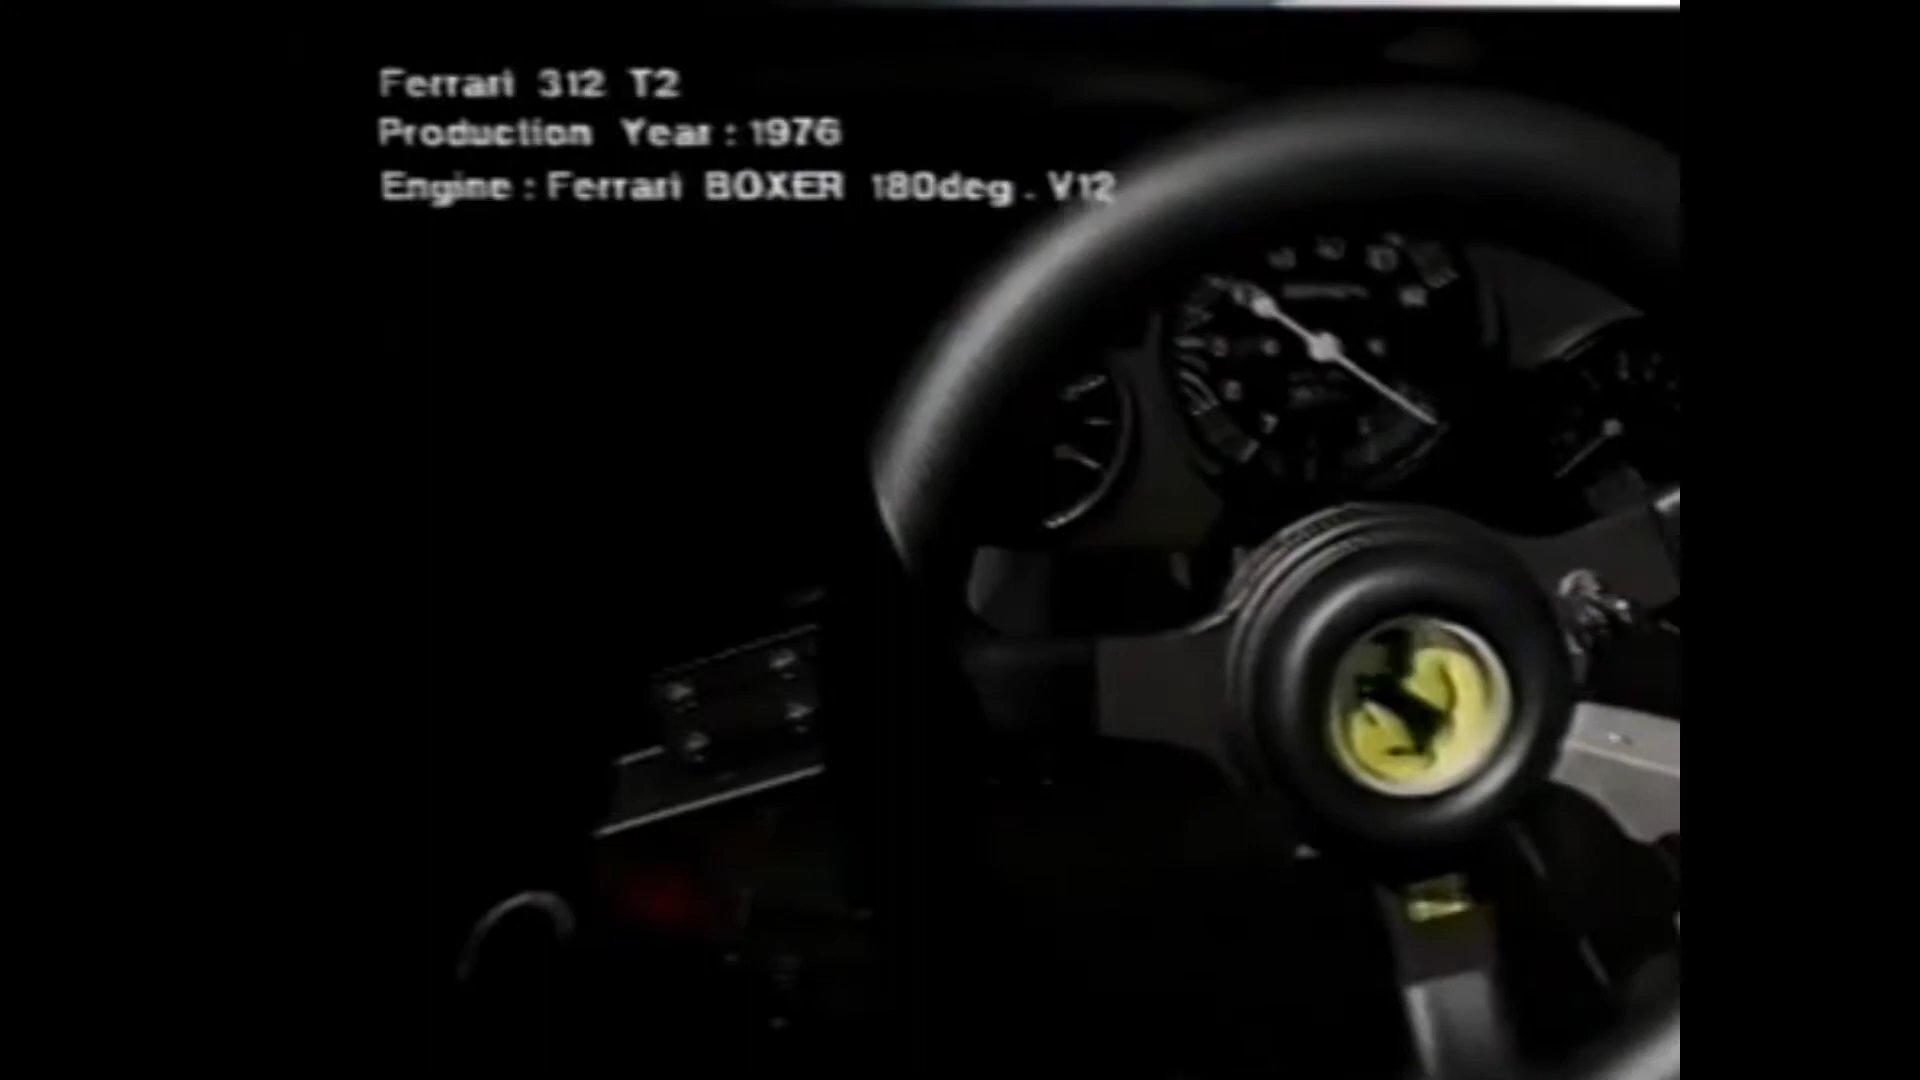 Ferrari 312 T2
Production Year : 1976
Engine : Ferrari BOXER 180deg. V12